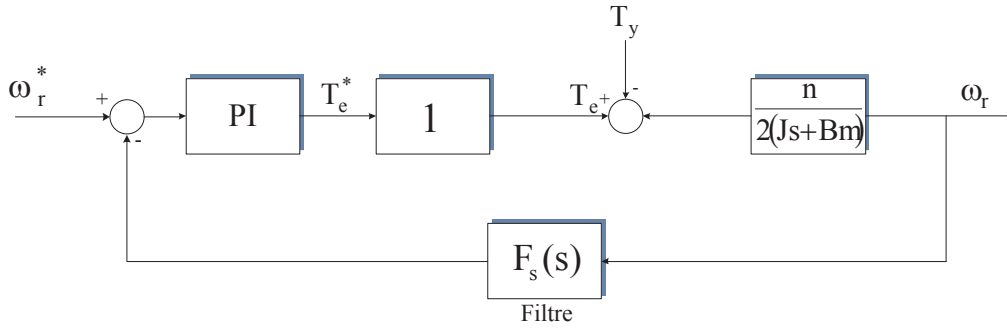 T_y
ω_r^*
+
-
PI
T_e^*
1
T_e
+
-
n
2(Js+Bm)
ω_r
F_s(s)
Filtre